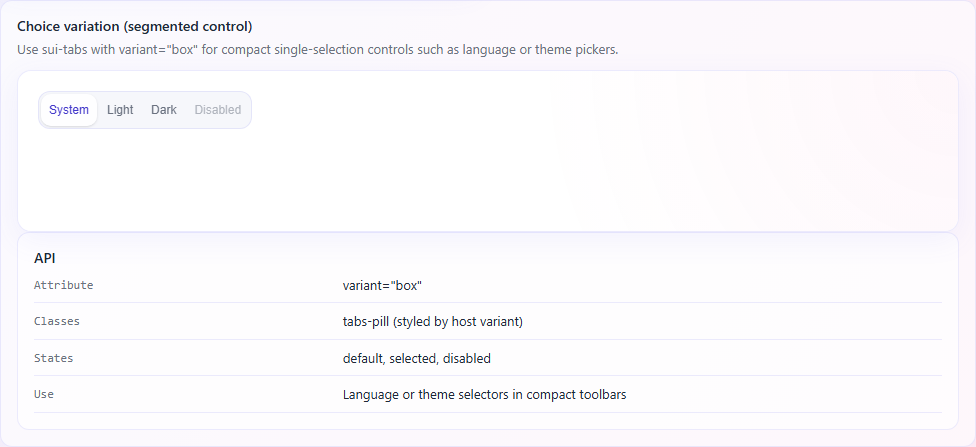 Choice variation (segmented control)
Use sui-tabs with variant="box" for compact single-selection controls such as language or theme pickers.
System Light Dark Disabled
API
Attribute variant="box"
Classes tabs-pill (styled by host variant)
States default, selected, disabled
Use Language or theme selectors in compact toolbars